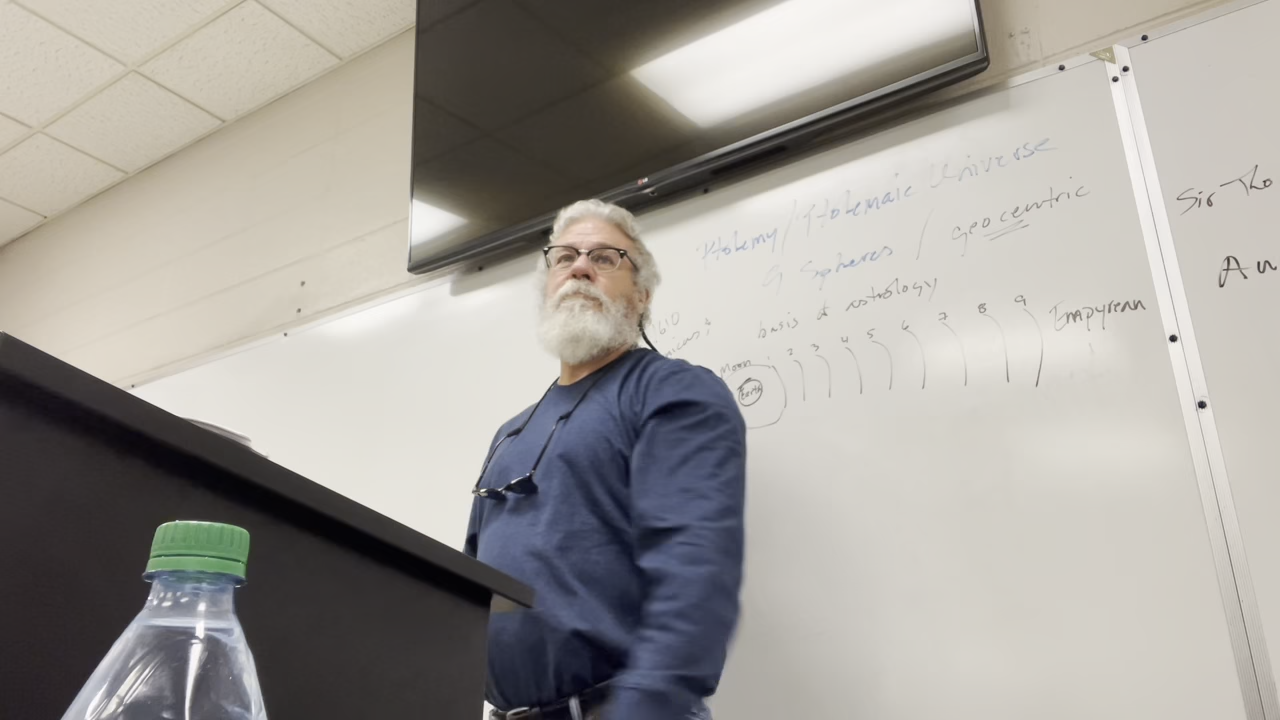 Ptolemy / Ptolemaic Universe
9 Spheres / geocentric
basis of astrology
Moon 2 3 4 5 6 7 8 9 Empyrean
Earth
Sir Tho
Au